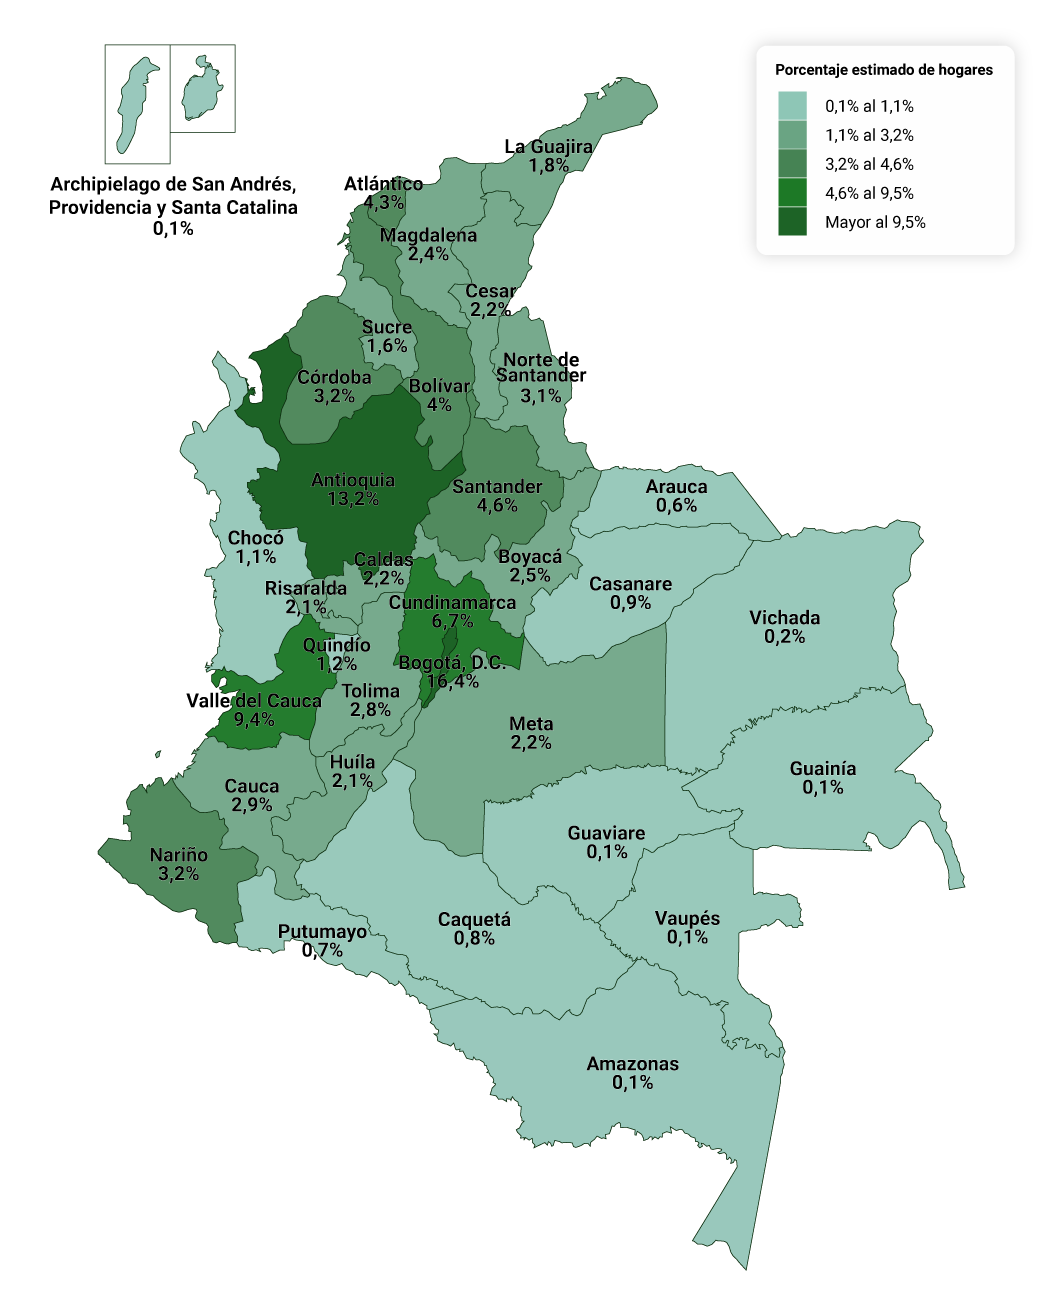 Porcentaje estimado de hogares
0,1% al 1,1%
1,1% al 3,2%
3,2% al 4,6%
4,6% al 9,5%
Mayor al 9,5%
Archipielago de San Andrés,
Providencia y Santa Catalina
0,1%
La Guajira
1,8%
Atlántico
4,3%
Magdalena
2,4%
Cesar
2,2%
Sucre
1,6%
Norte de
Santander
3,1%
Córdoba
3,2%
Bolívar
4%
Antioquia
13,2%
Santander
4,6%
Arauca
0,6%
Chocó
1,1%
Caldas
2,2%
Boyacá
2,5%
Risaralda
2,1%
Casanare
0,9%
Cundinamarca
6,7%
Vichada
0,2%
Quindío
1,2%
Bogotá, D.C.
16,4%
Tolima
2,8%
Valle del Cauca
9,4%
Meta
2,2%
Huíla
2,1%
Guainía
0,1%
Cauca
2,9%
Guaviare
0,1%
Nariño
3,2%
Caquetá
0,8%
Vaupés
0,1%
Putumayo
0,7%
Amazonas
0,1%